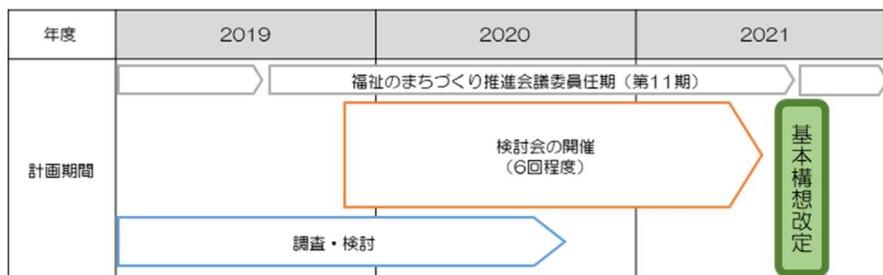 年度
2019
2020
2021
計画期間
福祉のまちづくり推進会議委員任期（第11期）
検討会の開催
（6回程度）
調査・検討
基本構想改定